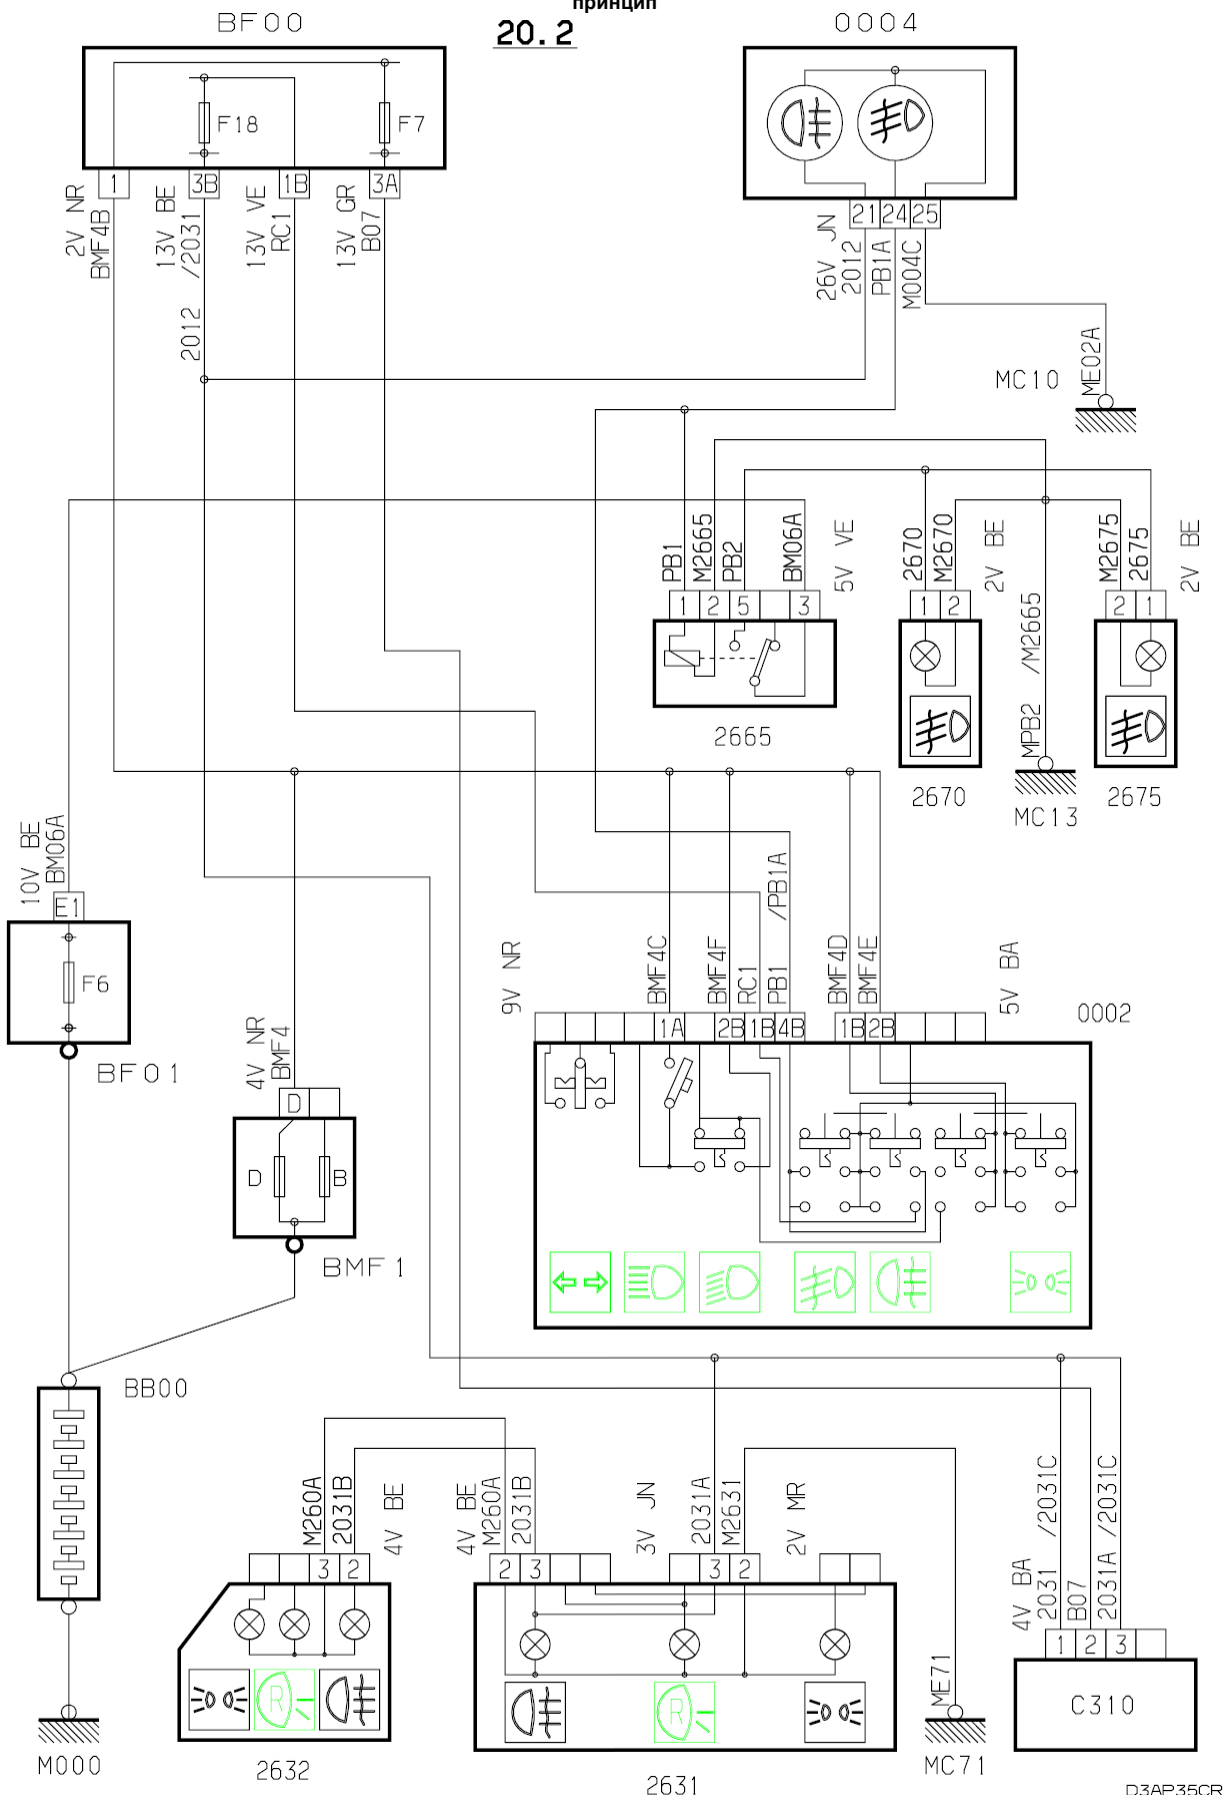 принцип
20.2
BF00
0004
F18
F7
1
3B
1B
3A
2V NR
BMF4B
13V BE
2012 /2031
13V VE
RC1
13V GR
B07
21
24
25
26V JN
2012
PB1A
M004C
MC10
ME02A
PB1
M2665
PB2
BM06A
5V VE
1
2
5
3
2665
2670
M2670
2V BE
1
2
2670
MPB2 /M2665
MC13
M2675
2675
2V BE
2
1
2675
10V BE
BM06A
E1
F6
BF01
4V NR
BMF4
D
D
B
BMF1
9V NR
BMF4C
BMF4F
RC1
PB1 /PB1A
BMF4D
BMF4E
5V BA
0002
1A
2B
1B
4B
1B
2B
BB00
M000
M260A
2031B
4V BE
3
2
R
2632
4V BE
M260A
2031B
3V JN
2031A
M2631
2V MR
2
3
3
2
R
2631
ME71
MC71
4V BA
2031 /2031C
B07
2031A /2031C
1
2
3
C310
D3AP35CR